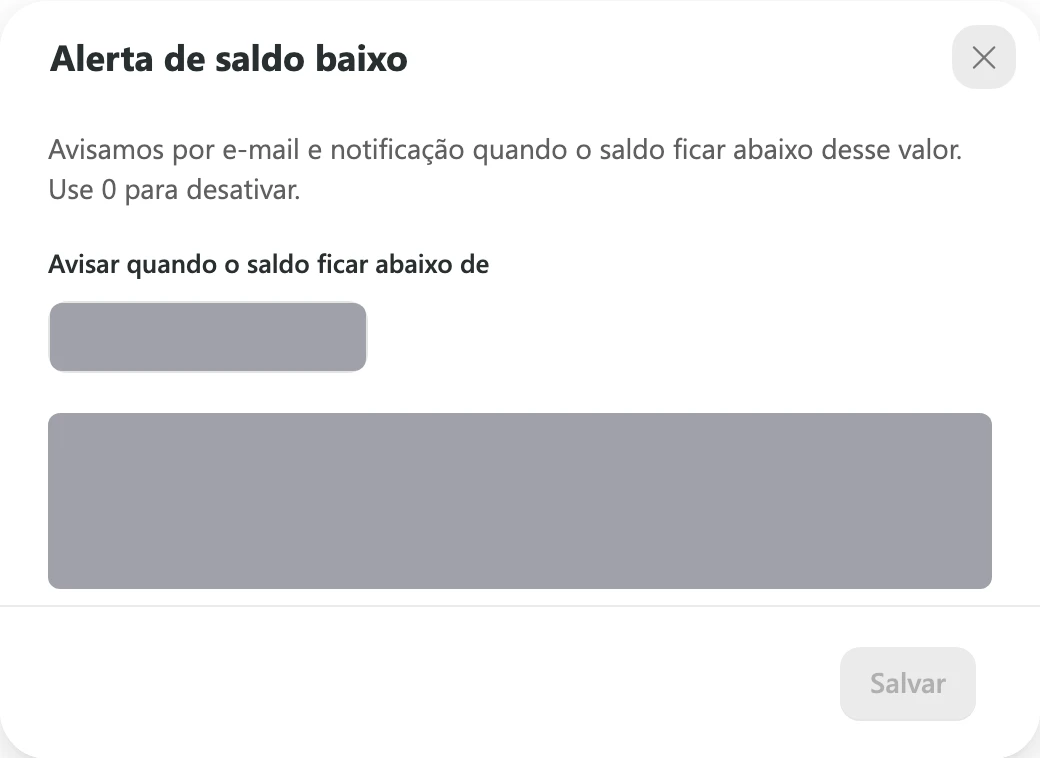 Alerta de saldo baixo
Avisamos por e-mail e notificação quando o saldo ficar abaixo desse valor.
Use 0 para desativar.
Avisar quando o saldo ficar abaixo de
Salvar